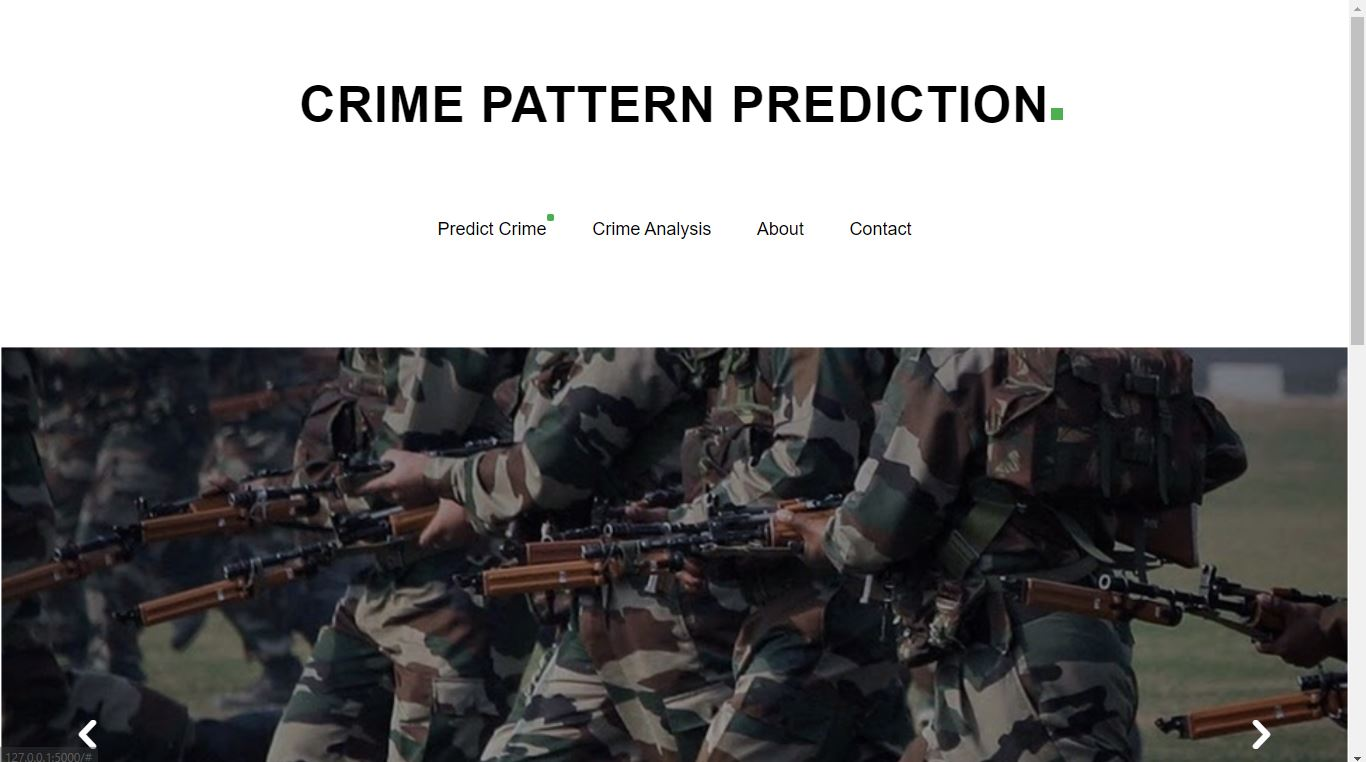 CRIME PATTERN PREDICTION
Predict Crime Crime Analysis About Contact
127.0.0.1:5000/#